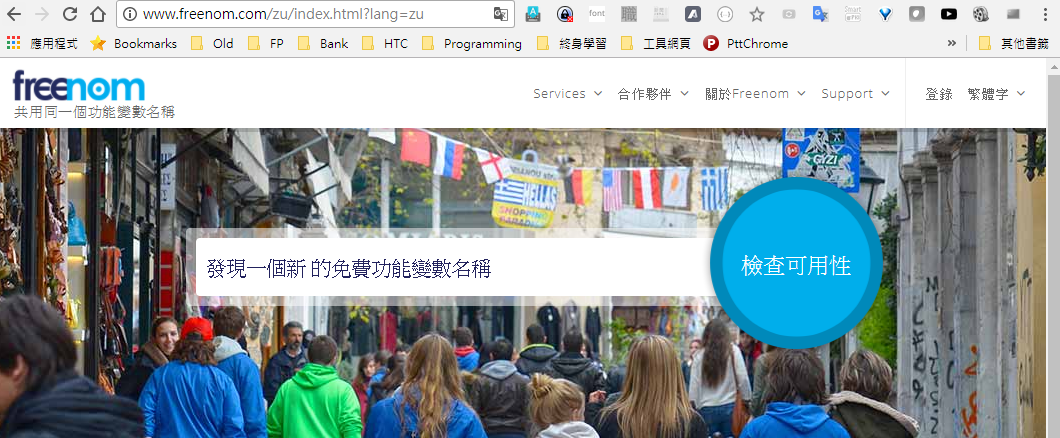 www.freenom.com/zu/index.html?lang=zu
應用程式 Bookmarks Old FP Bank HTC Programming 終身學習 工具網頁 PttChrome » 其他書籤
freenom
共用同一個功能變數名稱
Services 合作夥伴 關於Freenom Support 登錄 繁體字
GYZI
HELLAS
SHOPPING
發現一個新 的免費功能變數名稱
檢查可用性